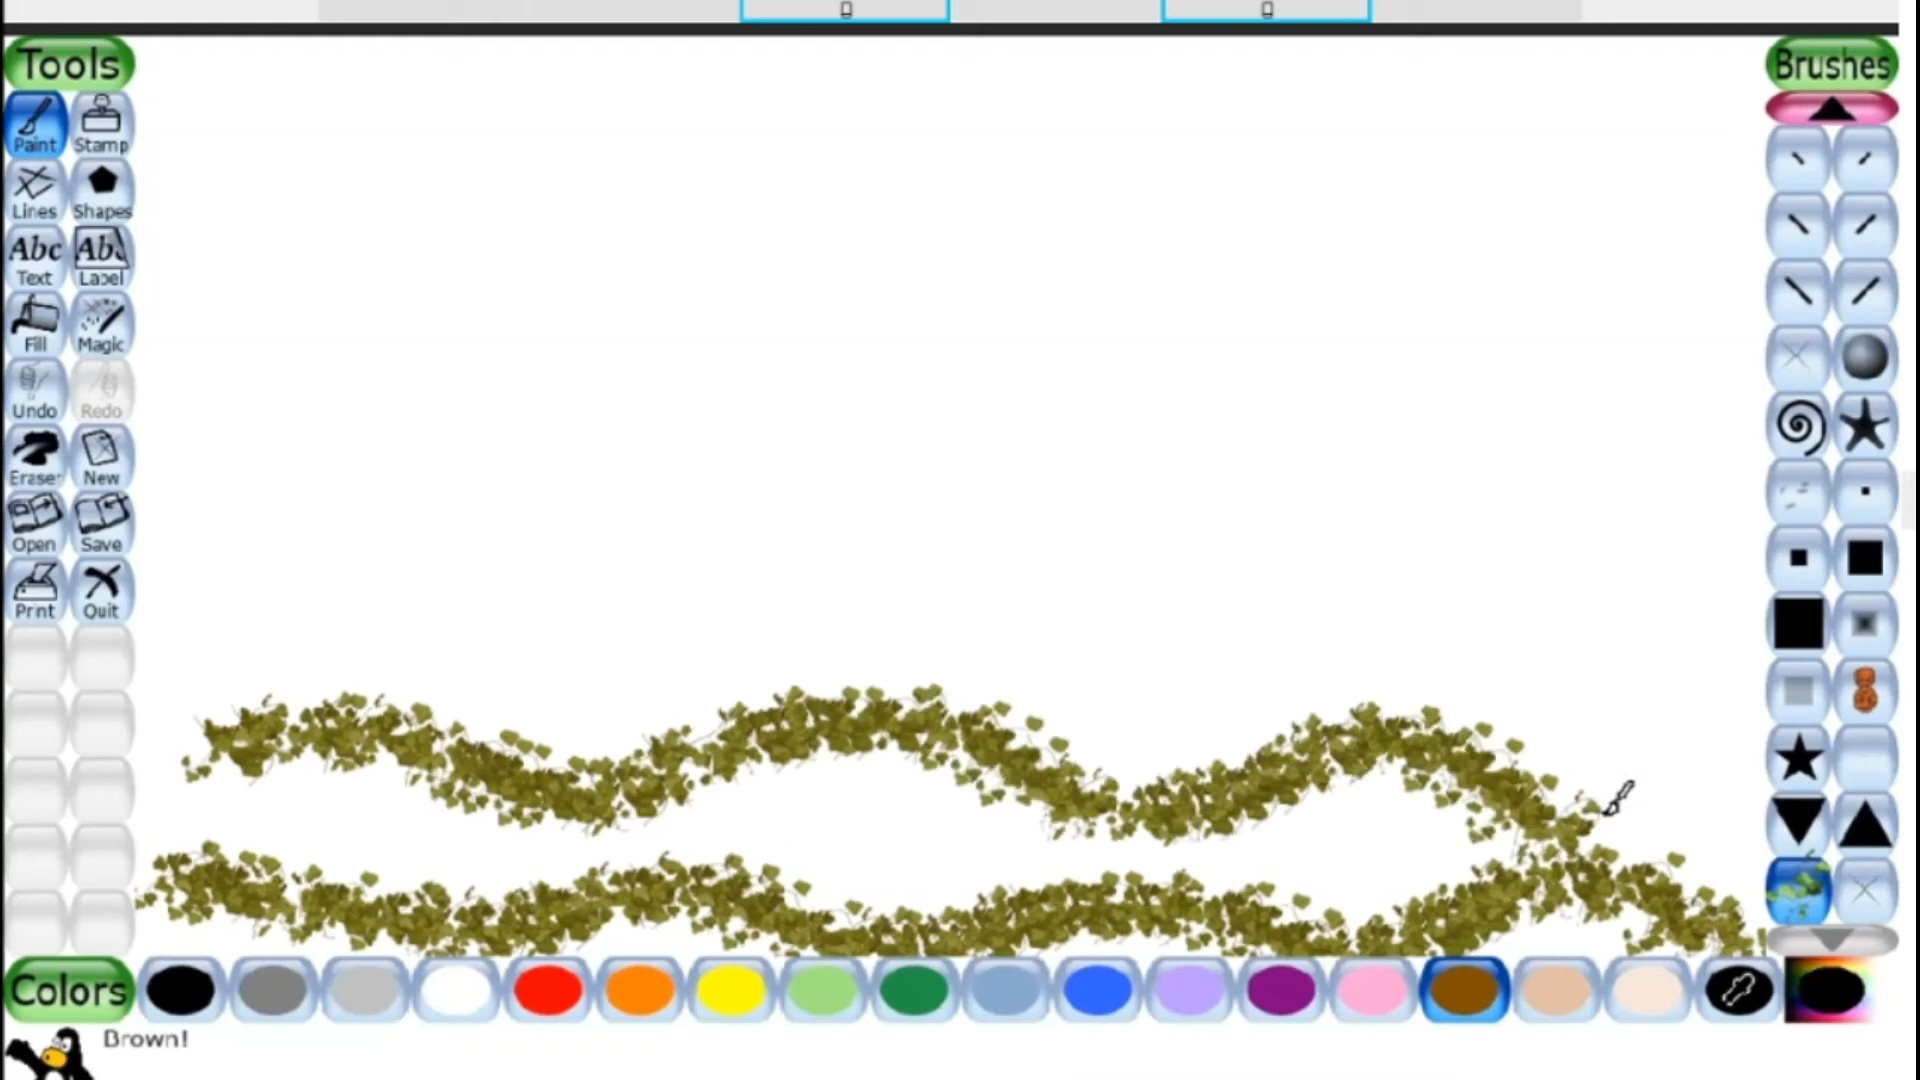 Tools
Brushes
Paint
Stamp
Lines
Shapes
Abc
Text
Abc
Label
Fill
Magic
Undo
Redo
Eraser
New
Open
Save
Print
Quit
Colors
Brown!